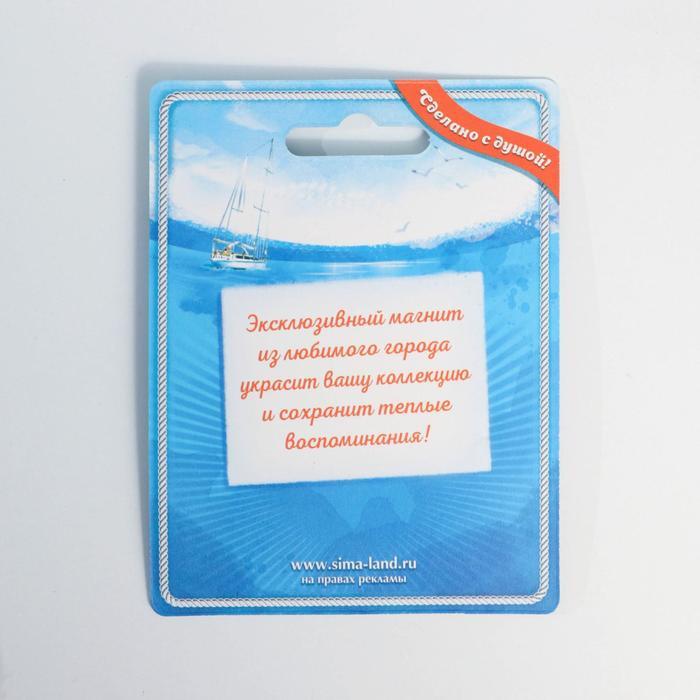 Сделано с душой!
Эксклюзивный магнит
из любимого города
украсит вашу коллекцию
и сохранит теплые
воспоминания!
www.sima-land.ru
на правах рекламы